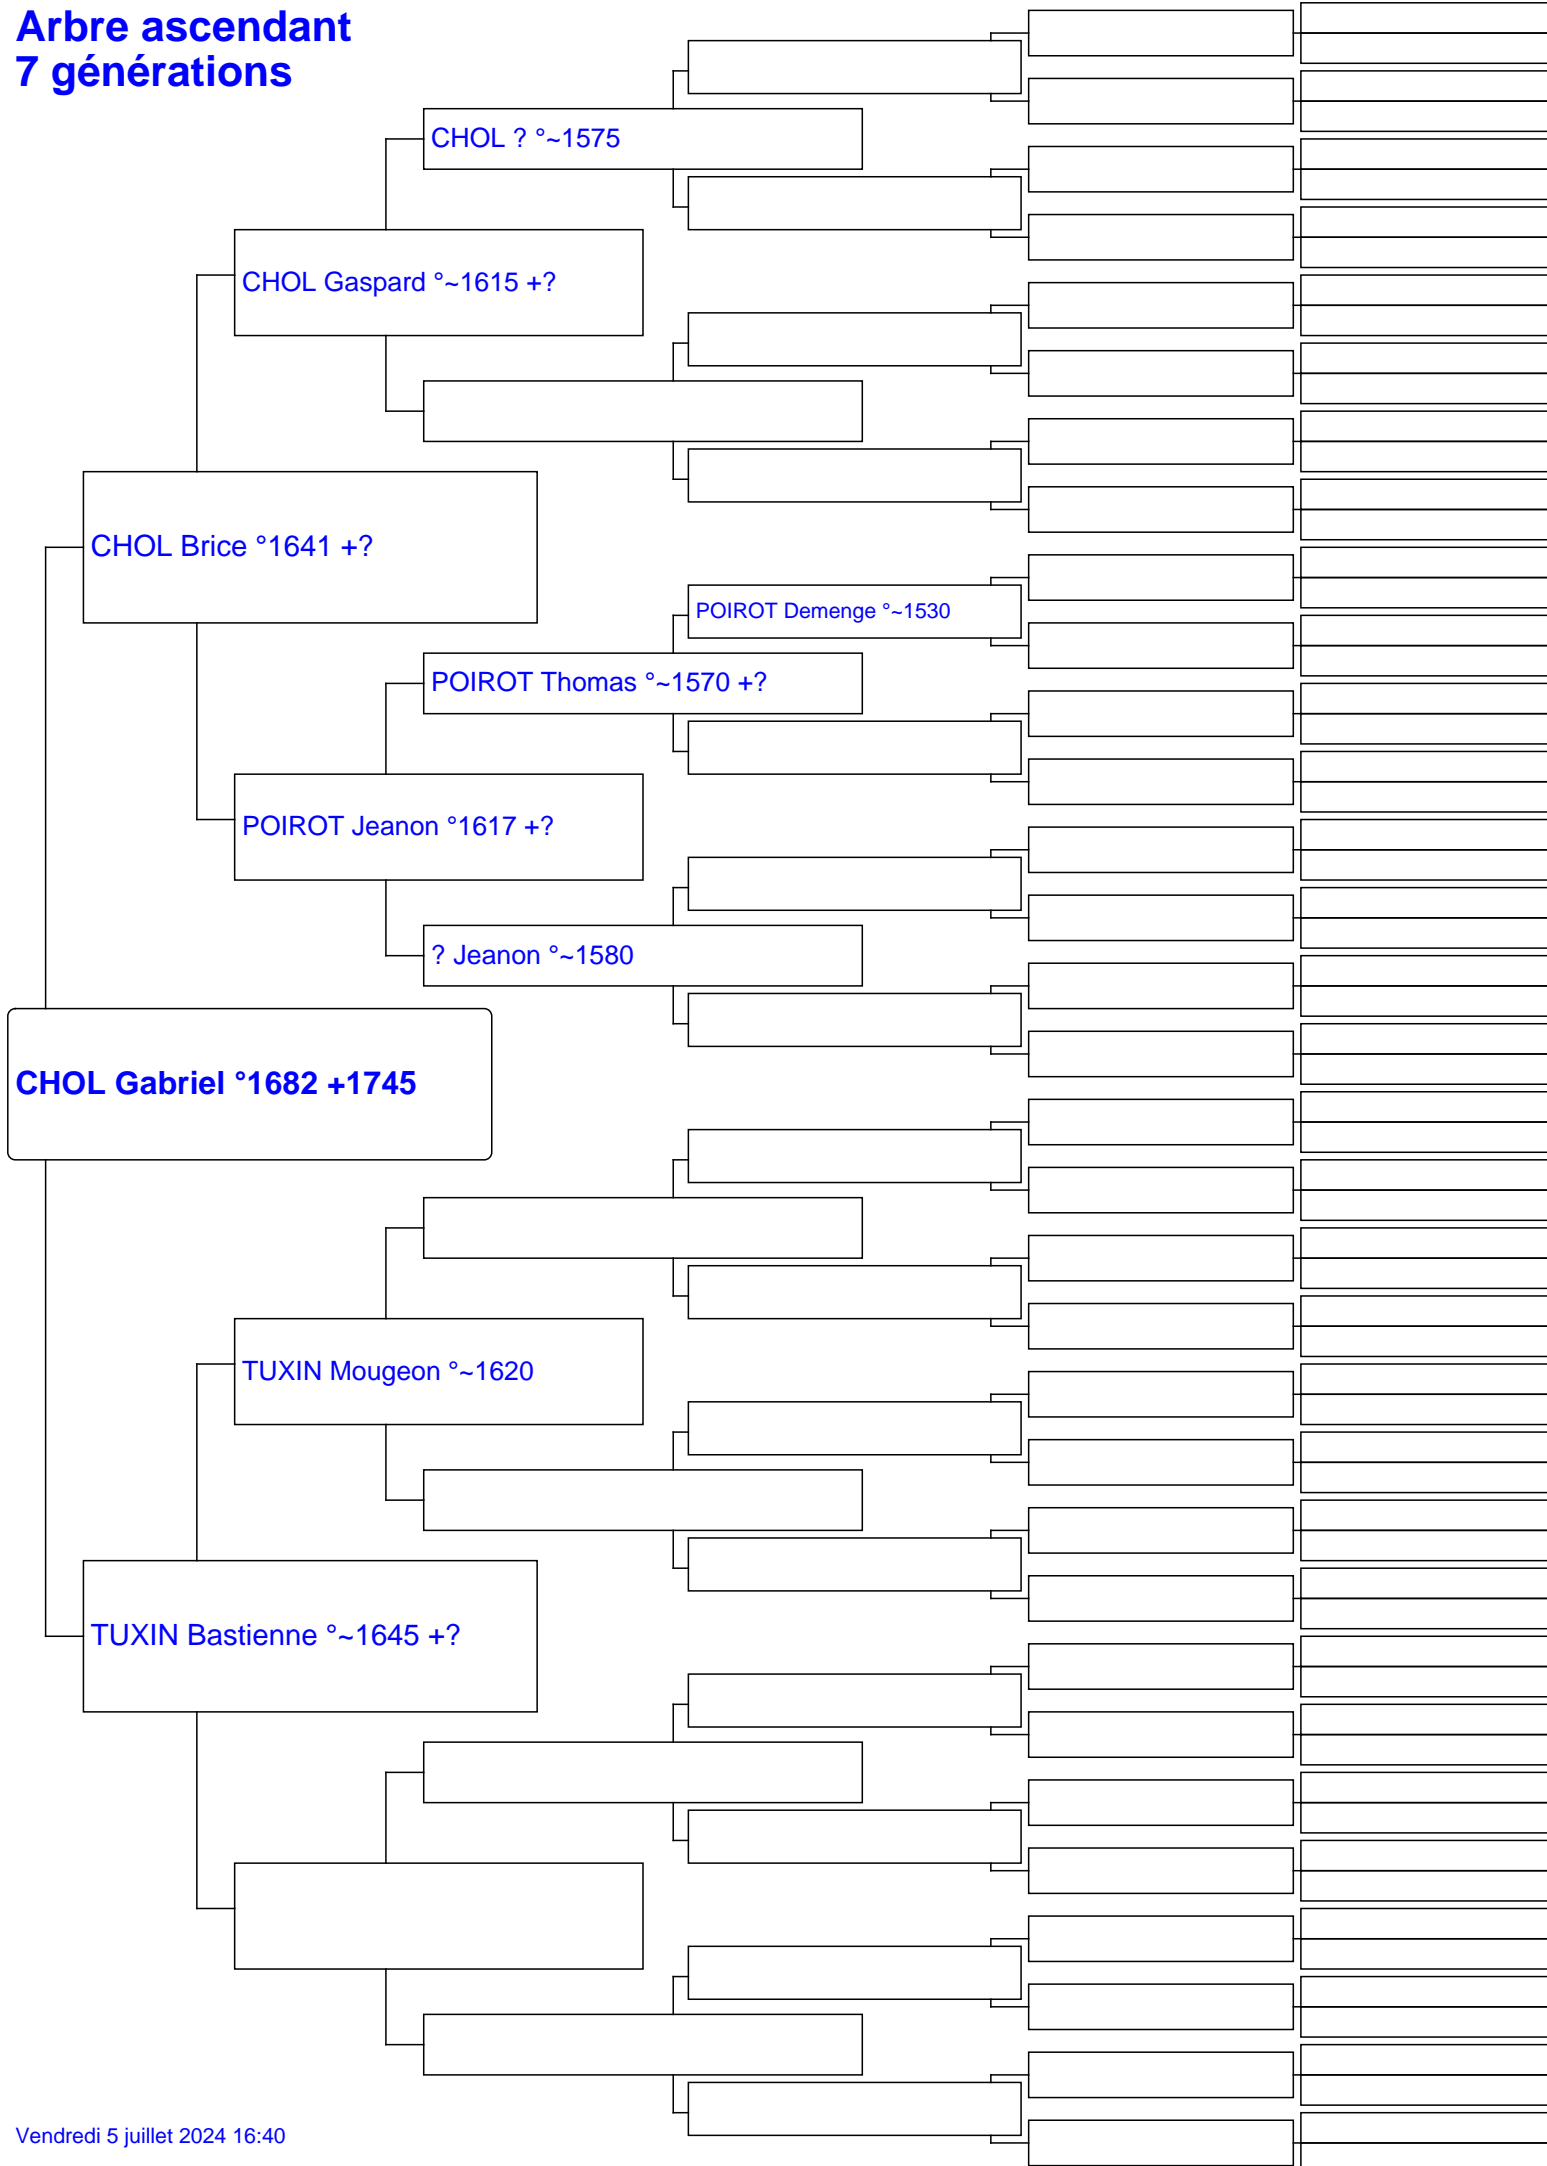 Arbre ascendant
7 générations
CHOL ? °~1575
CHOL Gaspard °~1615 +?
CHOL Brice °1641 +?
POIROT Demenge °~1530
POIROT Thomas °~1570 +?
POIROT Jeanon °1617 +?
? Jeanon °~1580
CHOL Gabriel °1682 +1745
TUXIN Mougeon °~1620
TUXIN Bastienne °~1645 +?
Vendredi 5 juillet 2024 16:40